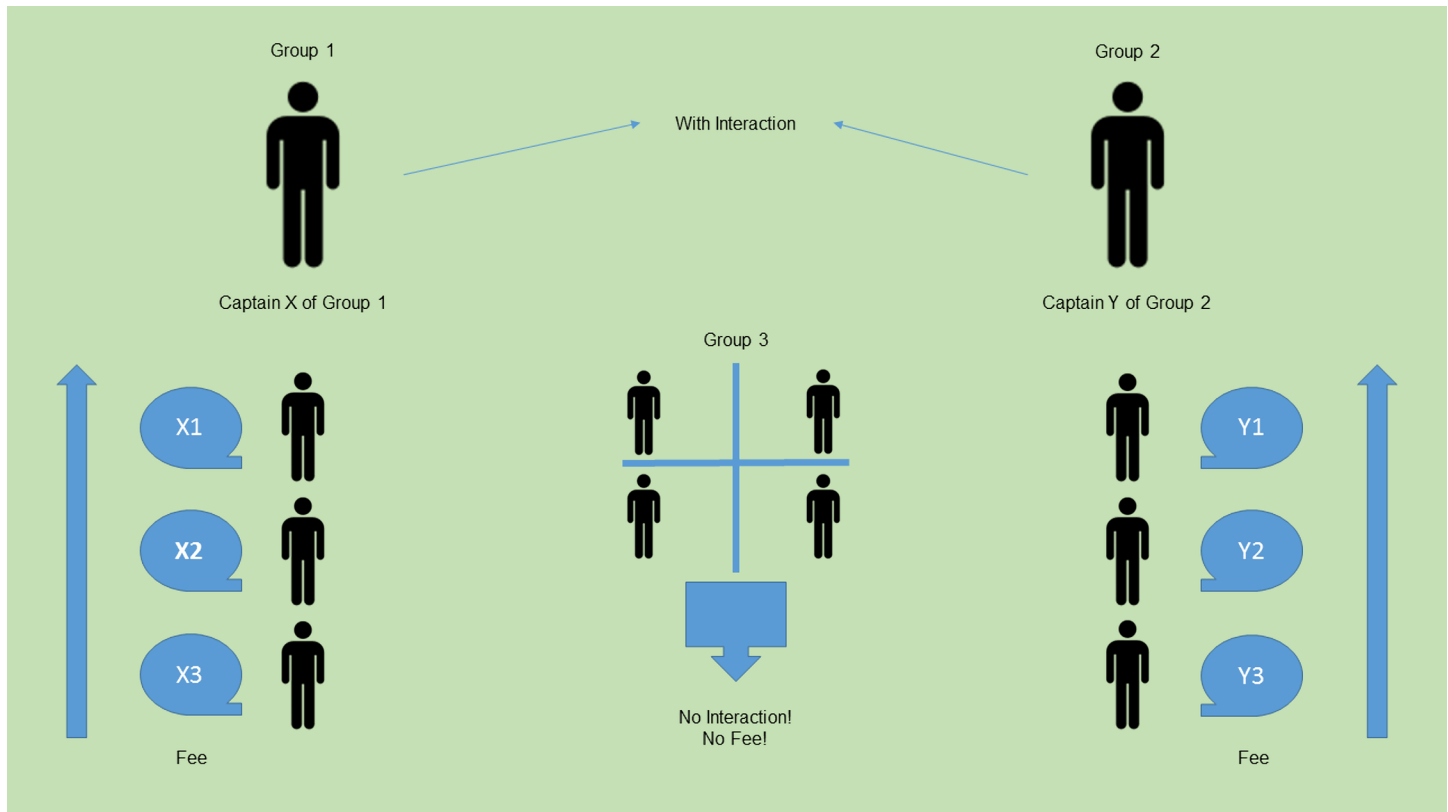 Group 1
Group 2
With Interaction
Captain X of Group 1
Captain Y of Group 2
Group 3
X1
Y1
X2
Y2
X3
Y3
No Interaction!
No Fee!
Fee
Fee